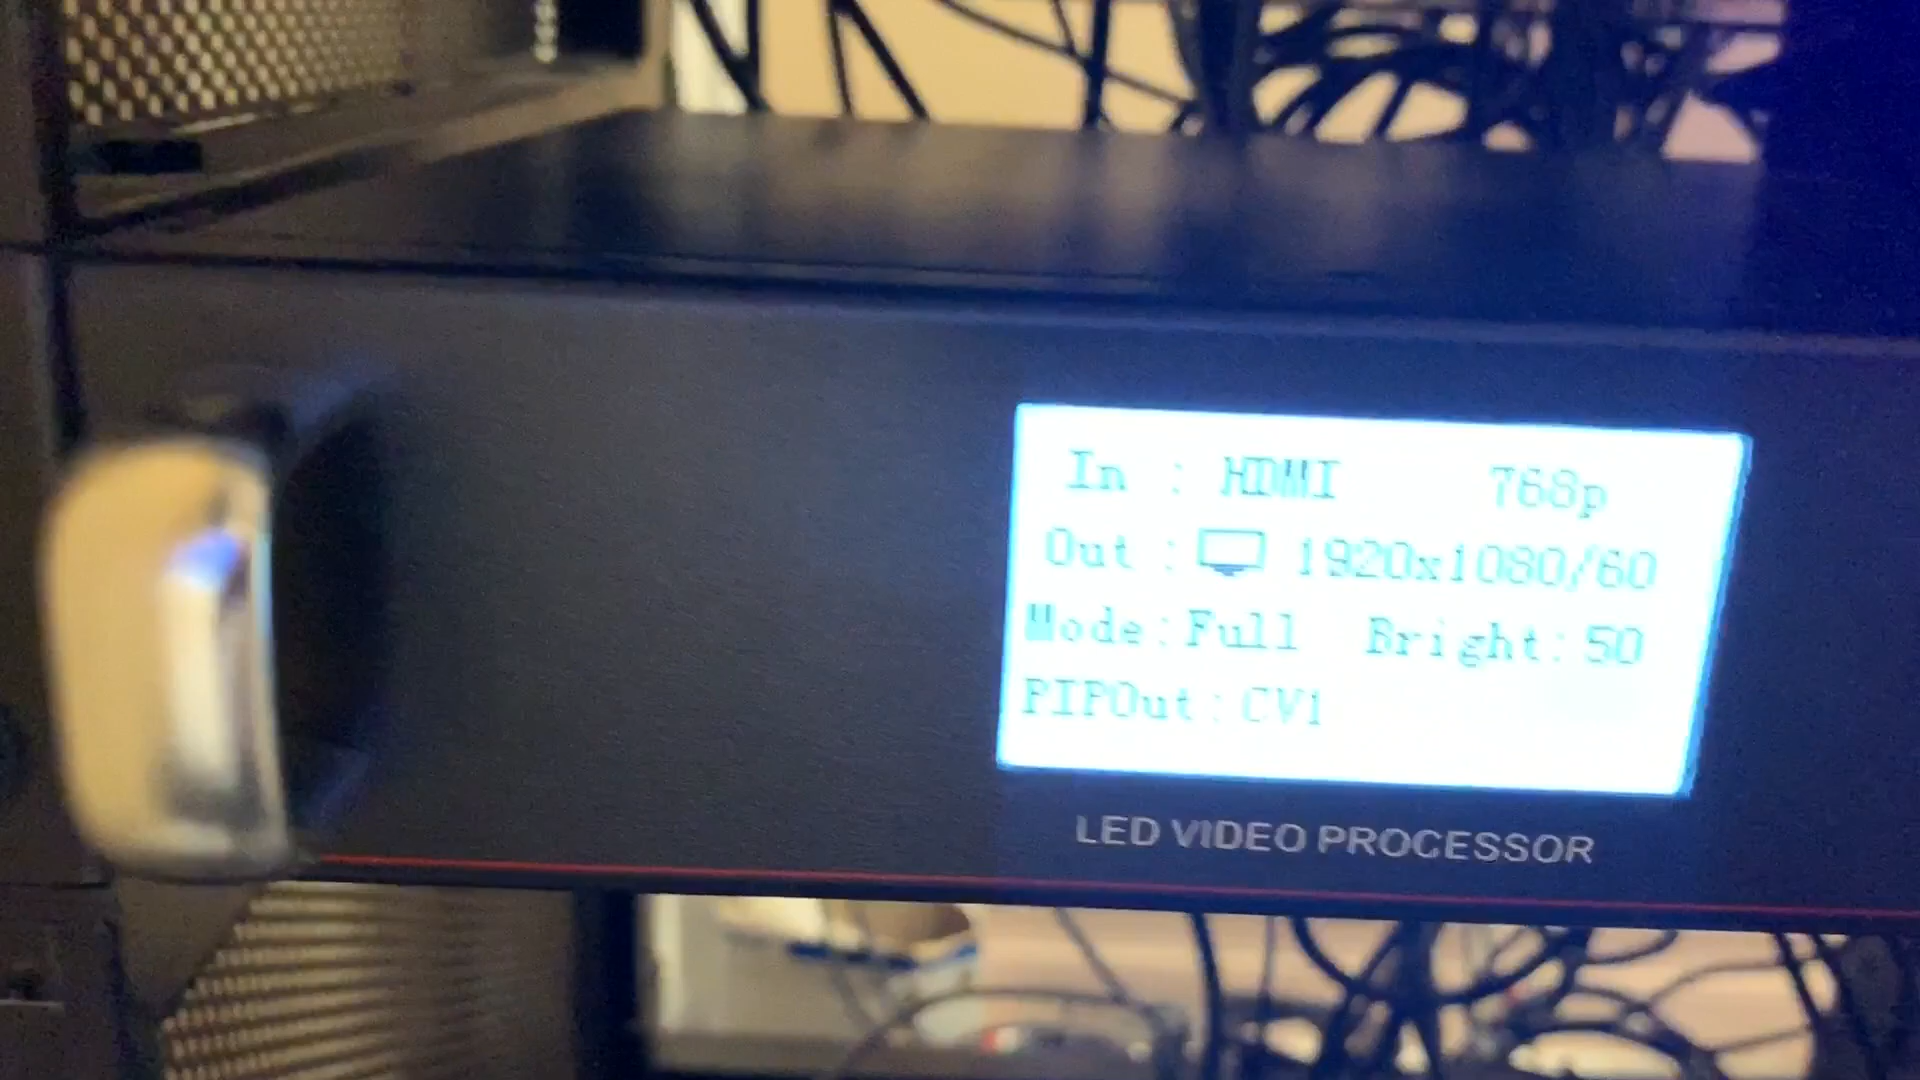 In : HDMI 768p
Out : 1920x1080/60
Mode:Full Bright:50
PIPOut:CV1
LED VIDEO PROCESSOR